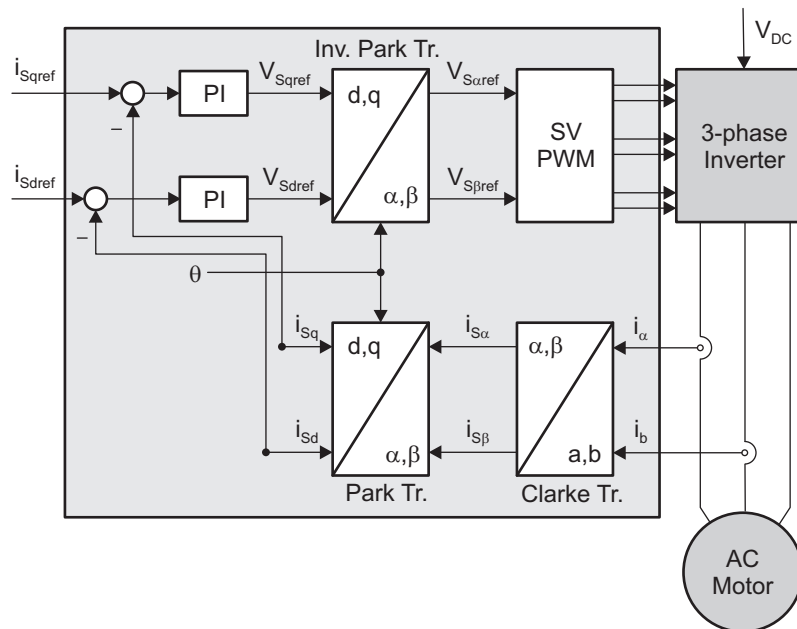 Inv. Park Tr.
V_DC
i_Sqref
PI
V_Sqref
d,q
α,β
V_Sαref
SV
PWM
3-phase
Inverter
–
i_Sdref
PI
V_Sdref
V_Sβref
–
θ
i_Sq
d,q
i_Sα
α,β
i_α
i_Sd
α,β
i_Sβ
a,b
i_b
Park Tr.
Clarke Tr.
AC
Motor